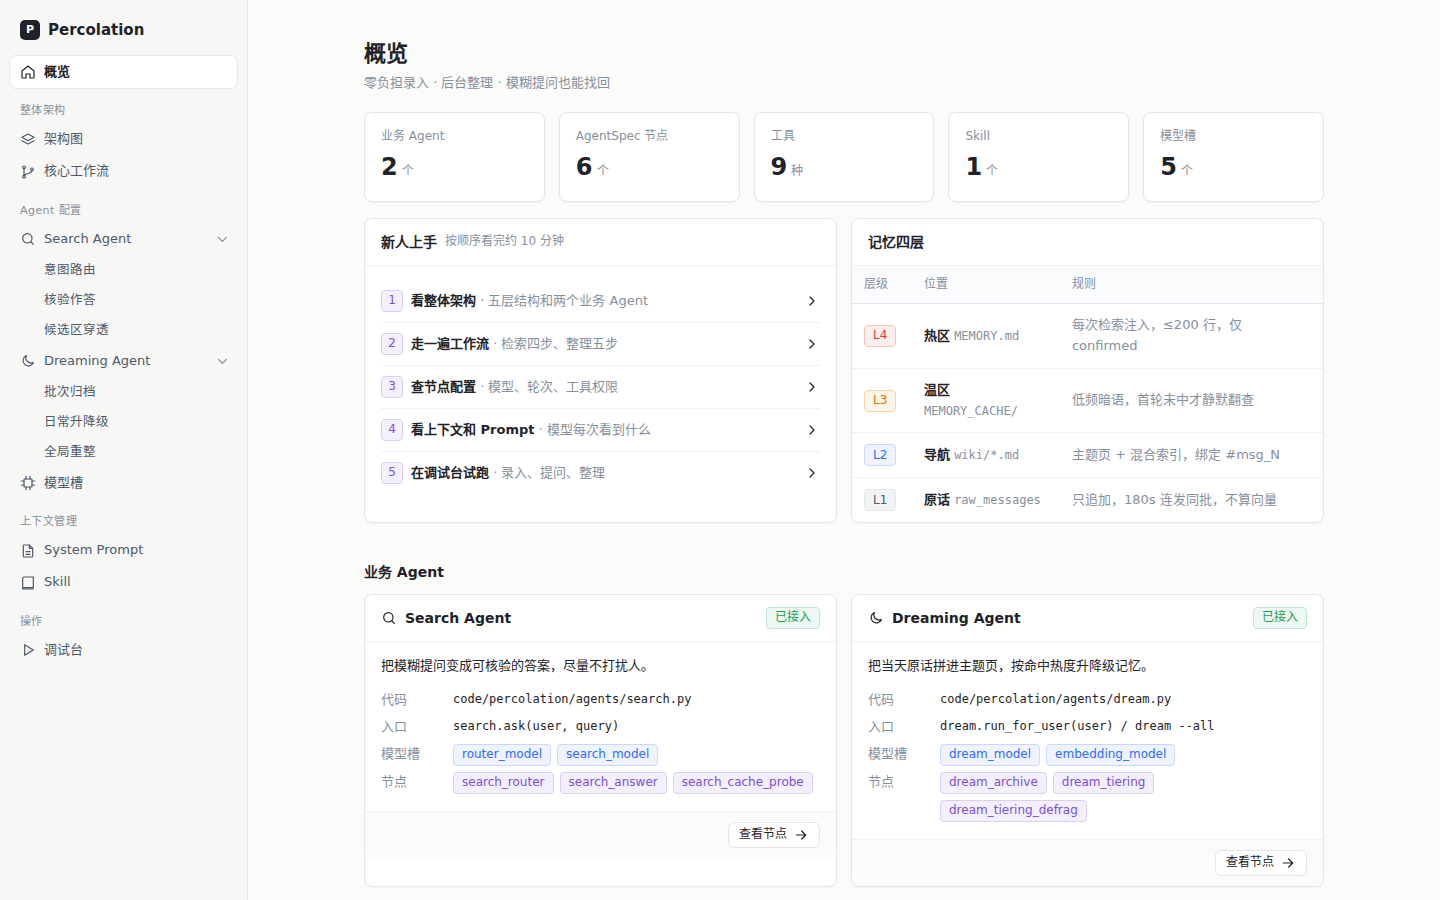 P Percolation
概览
整体架构
架构图
核心工作流
Agent 配置
Search Agent
意图路由
核验作答
候选区穿透
Dreaming Agent
批次归档
日常升降级
全局重整
模型槽
上下文管理
System Prompt
Skill
操作
调试台
概览
零负担录入 · 后台整理 · 模糊提问也能找回
业务 Agent
2 个
AgentSpec 节点
6 个
工具
9 种
Skill
1 个
模型槽
5 个
新人上手 按顺序看完约 10 分钟
1 看整体架构 · 五层结构和两个业务 Agent
2 走一遍工作流 · 检索四步、整理五步
3 查节点配置 · 模型、轮次、工具权限
4 看上下文和 Prompt · 模型每次看到什么
5 在调试台试跑 · 录入、提问、整理
记忆四层
层级 位置 规则
L4 热区 MEMORY.md 每次检索注入，≤200 行，仅
confirmed
L3 温区
MEMORY_CACHE/ 低频暗语，首轮未中才静默翻查
L2 导航 wiki/*.md 主题页 + 混合索引，绑定 #msg_N
L1 原话 raw_messages 只追加，180s 连发同批，不算向量
业务 Agent
Search Agent 已接入
把模糊提问变成可核验的答案，尽量不打扰人。
代码 code/percolation/agents/search.py
入口 search.ask(user, query)
模型槽 router_model search_model
节点 search_router search_answer search_cache_probe
查看节点
Dreaming Agent 已接入
把当天原话拼进主题页，按命中热度升降级记忆。
代码 code/percolation/agents/dream.py
入口 dream.run_for_user(user) / dream --all
模型槽 dream_model embedding_model
节点 dream_archive dream_tiering
dream_tiering_defrag
查看节点